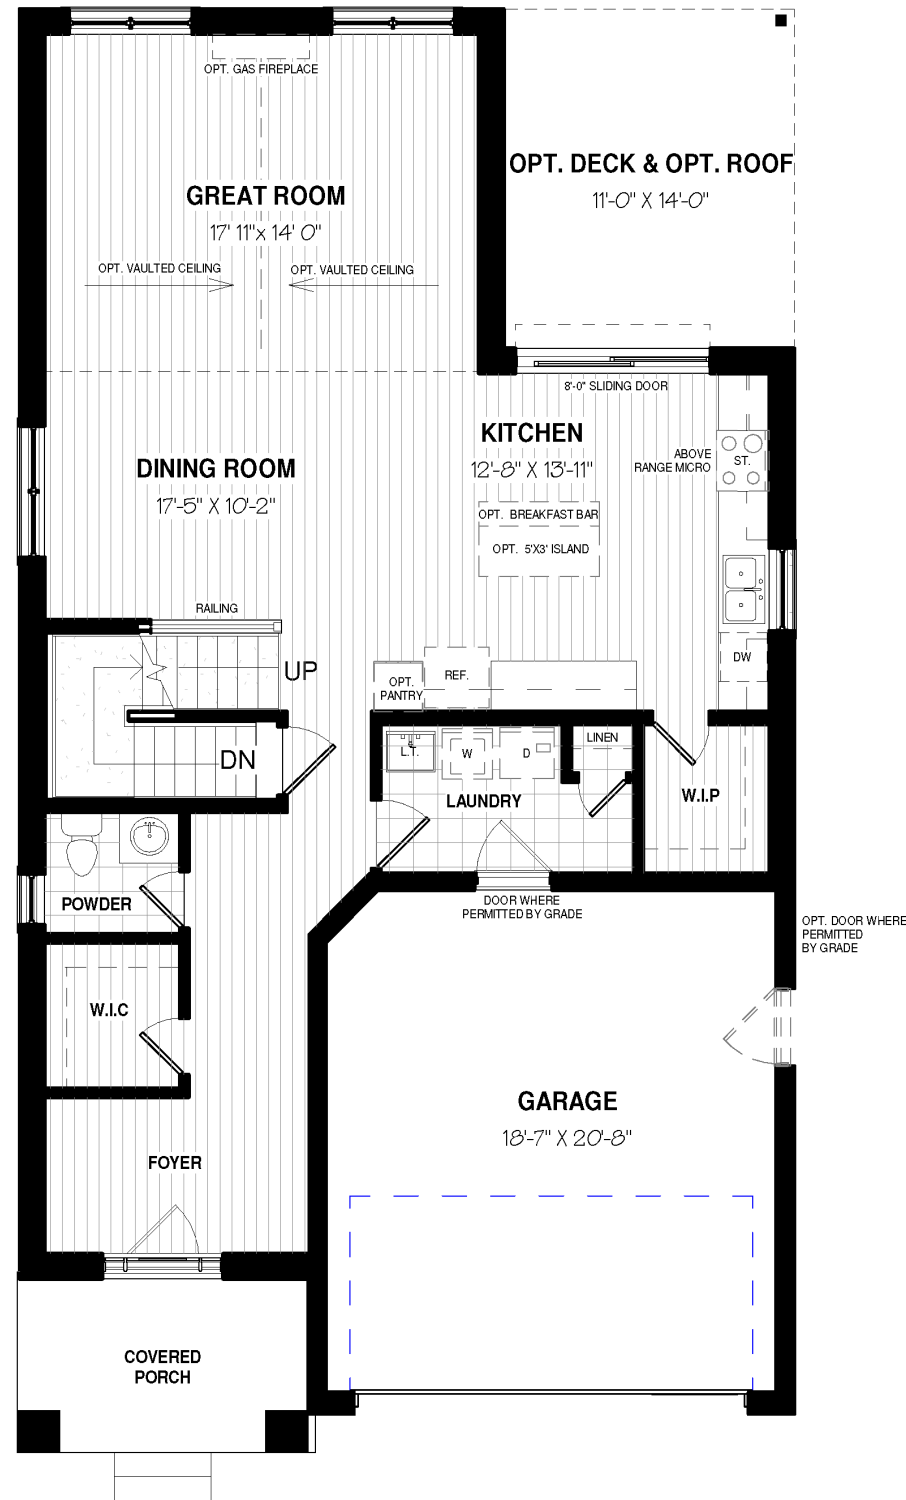 OPT. GAS FIREPLACE
OPT. DECK & OPT. ROOF
11'-0" X 14'-0"
GREAT ROOM
17' 11"x 14' 0"
OPT. VAULTED CEILING
OPT. VAULTED CEILING
8'-0" SLIDING DOOR
KITCHEN
12'-8" X 13'-11"
ABOVE
RANGE MICRO
ST.
DINING ROOM
17'-5" X 10'-2"
OPT. BREAKFAST BAR
OPT. 5'X3' ISLAND
RAILING
UP
DW
REF.
OPT.
PANTRY
DN
L.T.
W
D
LINEN
LAUNDRY
W.I.P
POWDER
DOOR WHERE
PERMITTED BY GRADE
OPT. DOOR WHERE
PERMITTED
BY GRADE
W.I.C
GARAGE
18'-7" X 20'-8"
FOYER
COVERED
PORCH